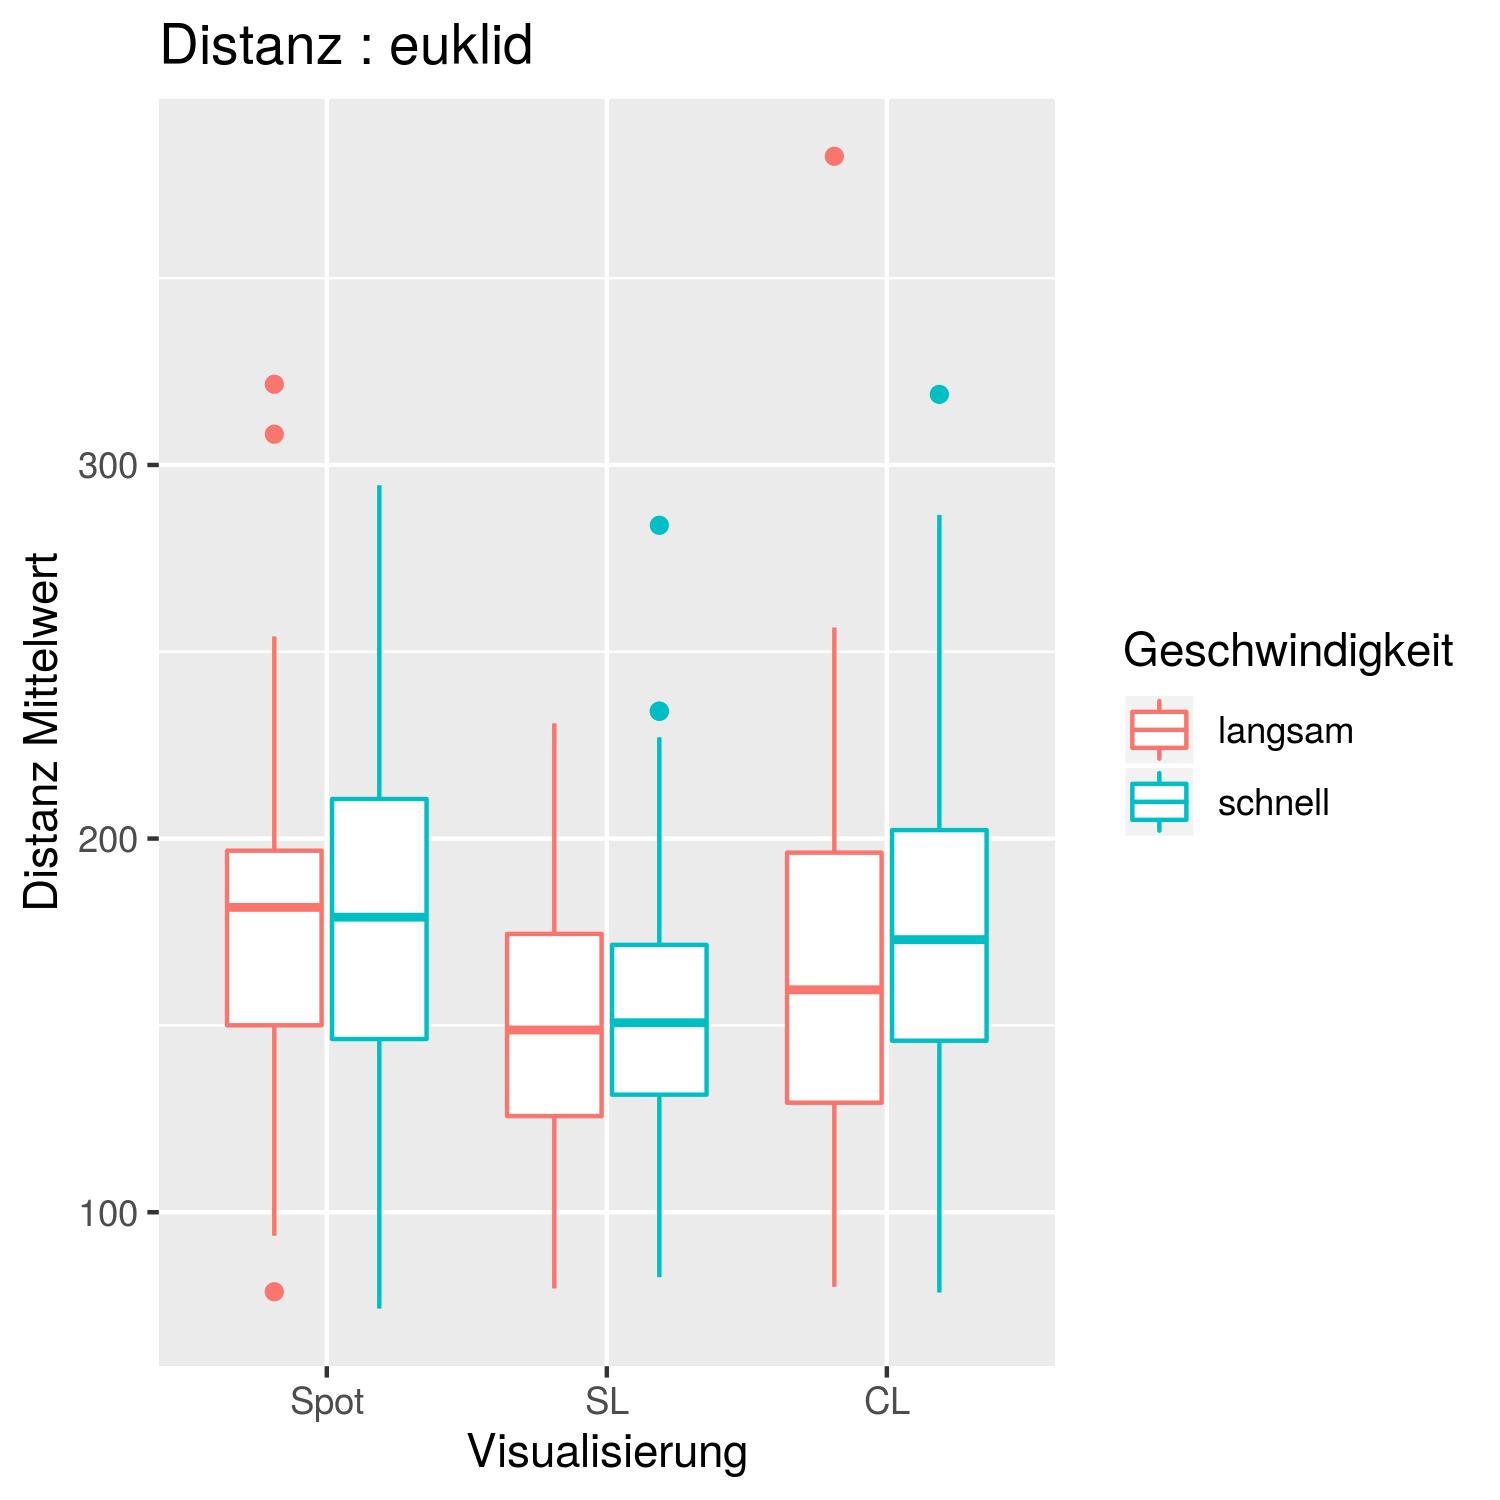 Distanz : euklid
Distanz Mittelwert
300
200
100
Spot SL CL
Visualisierung
Geschwindigkeit
langsam
schnell